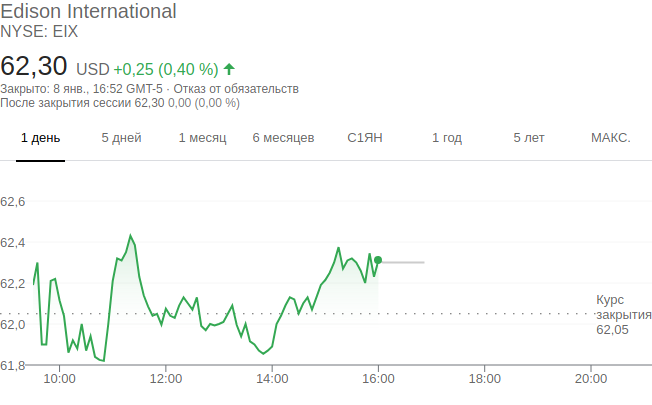 Edison International
NYSE: EIX
62,30 USD +0,25 (0,40 %)
Закрыто: 8 янв., 16:52 GMT-5 · Отказ от обязательств
После закрытия сессии 62,30 0,00 (0,00 %)
1 день 5 дней 1 месяц 6 месяцев С1ЯН 1 год 5 лет МАКС.
62,6
62,4
62,2
62,0
61,8
Курс
закрытия
62,05
10:00 12:00 14:00 16:00 18:00 20:00